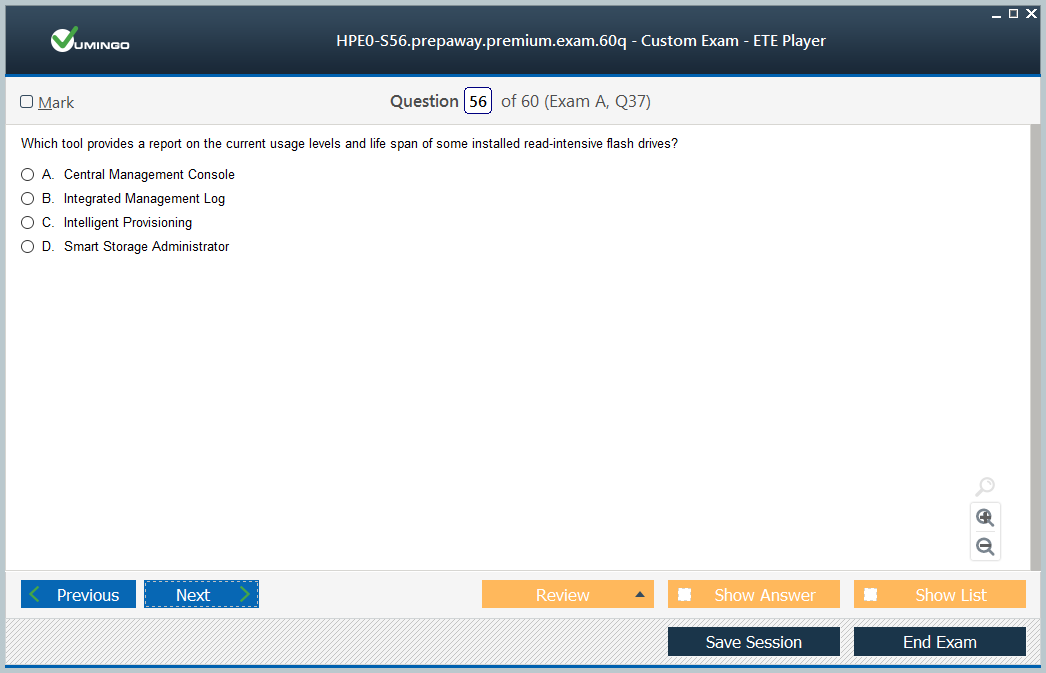 VUMINGO
HPE0-S56.prepaway.premium.exam.60q - Custom Exam - ETE Player
Mark
Question 56 of 60 (Exam A, Q37)
Which tool provides a report on the current usage levels and life span of some installed read-intensive flash drives?
A. Central Management Console
B. Integrated Management Log
C. Intelligent Provisioning
D. Smart Storage Administrator
Previous
Next
Review
Show Answer
Show List
Save Session
End Exam